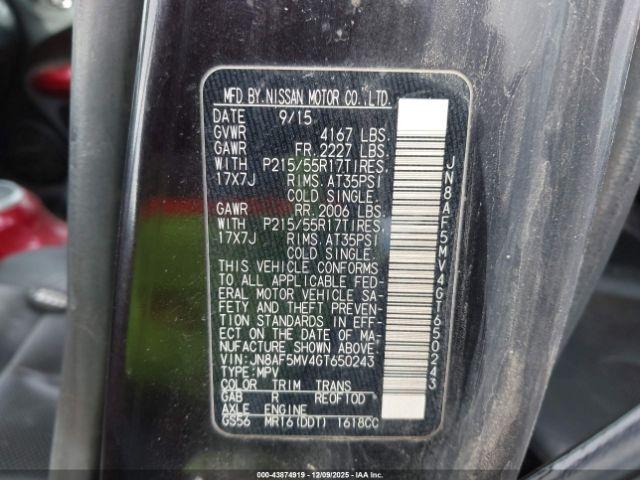 MFD BY. NISSAN MOTOR CO., LTD.
DATE 9/15
GVWR 4167 LBS.
GAWR FR. 2227 LBS.
WITH P215/55R17TIRES,
17X7J RIMS, AT35PSI
COLD SINGLE.
GAWR RR. 2006 LBS.
WITH P215/55R17TIRES,
17X7J RIMS, AT35PSI
COLD SINGLE.
THIS VEHICLE CONFORMS
TO ALL APPLICABLE FED-
ERAL MOTOR VEHICLE SA-
FETY AND THEFT PREVEN-
TION STANDARDS IN EFF-
ECT ON THE DATE OF MA-
NUFACTURE SHOWN ABOVE.
VIN: JN8AF5MV4GT650243
TYPE: MPV
COLOR TRIM TRANS
GAB R RE0F10D
AXLE ENGINE
GS56 MR16(DDT) 1618CC
JN8AF5MV4GT650243
000-43874919 | 12/09/2025 | IAAI.COM